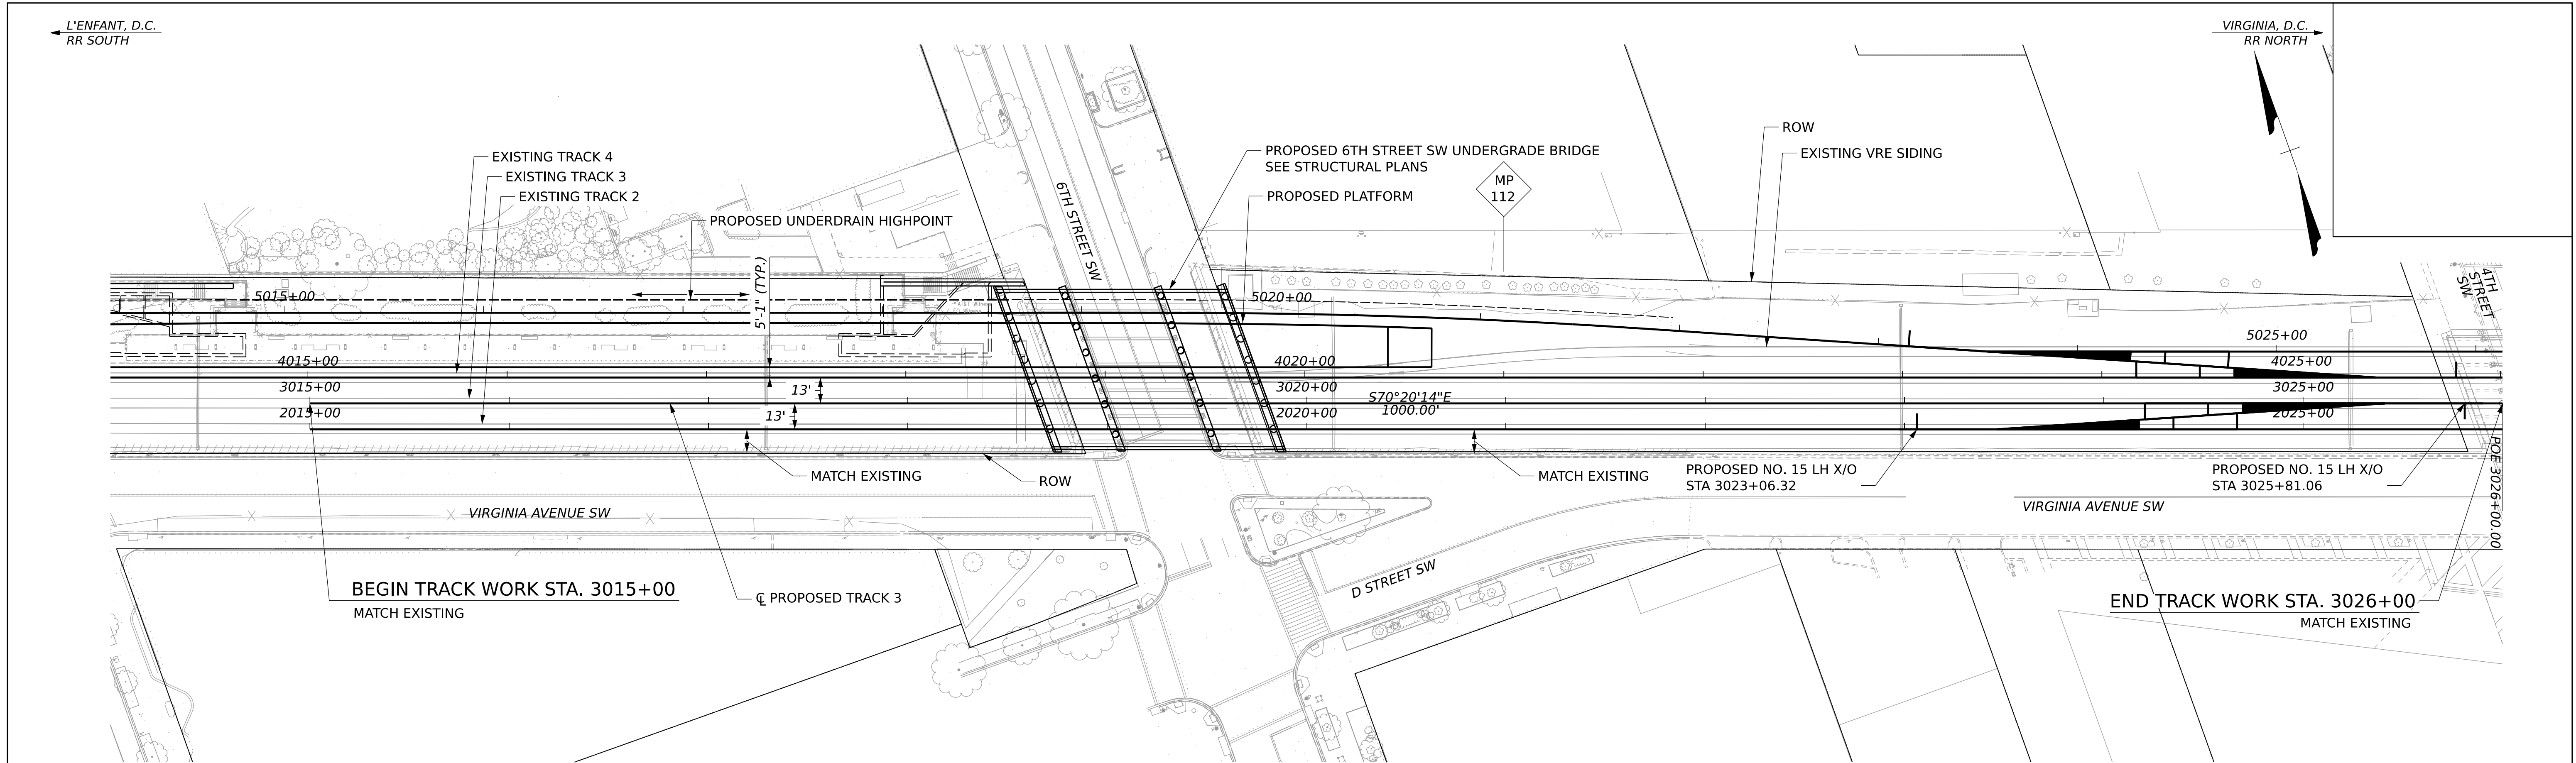 L'ENFANT, D.C.
RR SOUTH
VIRGINIA, D.C.
RR NORTH
EXISTING TRACK 4
EXISTING TRACK 3
EXISTING TRACK 2
PROPOSED UNDERDRAIN HIGHPOINT
6TH STREET SW
PROPOSED 6TH STREET SW UNDERGRADE BRIDGE
SEE STRUCTURAL PLANS
PROPOSED PLATFORM
MP
112
ROW
EXISTING VRE SIDING
4TH
STREET
SW
5'-1" (TYP.)
5015+00
5020+00
5025+00
4015+00
4020+00
4025+00
3015+00
13'
3020+00
S70°20'14"E
1000.00'
3025+00
2015+00
13'
2020+00
2025+00
MATCH EXISTING
ROW
MATCH EXISTING
PROPOSED NO. 15 LH X/O
STA 3023+06.32
PROPOSED NO. 15 LH X/O
STA 3025+81.06
POE 3026+00.00
VIRGINIA AVENUE SW
VIRGINIA AVENUE SW
D STREET SW
BEGIN TRACK WORK STA. 3015+00
MATCH EXISTING
℄ PROPOSED TRACK 3
END TRACK WORK STA. 3026+00
MATCH EXISTING